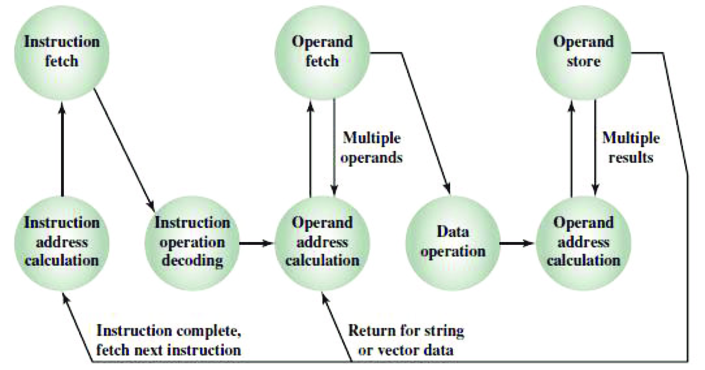 Instruction
fetch
Operand
fetch
Operand
store
Multiple
operands
Multiple
results
Instruction
address
calculation
Instruction
operation
decoding
Operand
address
calculation
Data
operation
Operand
address
calculation
Instruction complete,
fetch next instruction
Return for string
or vector data